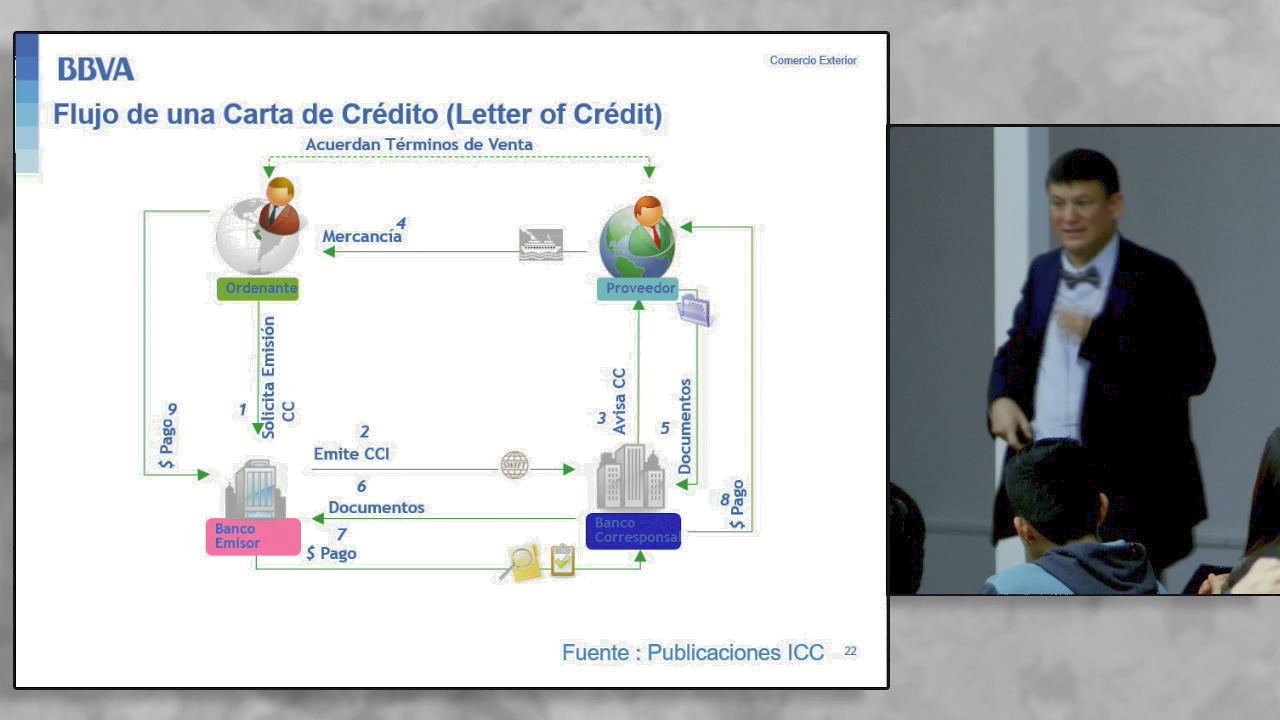 BBVA
Comercio Exterior
Flujo de una Carta de Crédito (Letter of Crédit)
Acuerdan Términos de Venta
4
Mercancía
Ordenante
Proveedor
9
$ Pago
1
Solicita Emisión
CC
2
Emite CCI
SWIFT
3
Avisa CC
5
Documentos
6
Documentos
8
$ Pago
Banco
Emisor
7
$ Pago
Banco
Corresponsal
Fuente : Publicaciones ICC
22